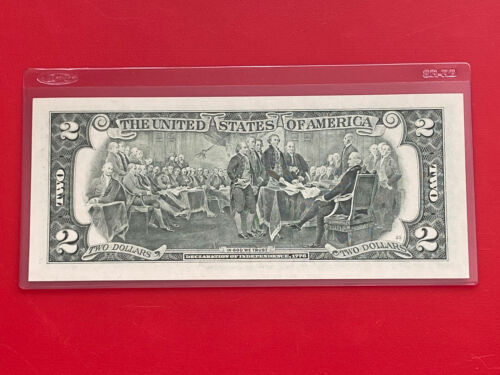 2 THE UNITED STATES OF AMERICA 2
TWO TWO
2 2
TWO DOLLARS IN GOD WE TRUST TWO DOLLARS
DECLARATION OF INDEPENDENCE, 1776